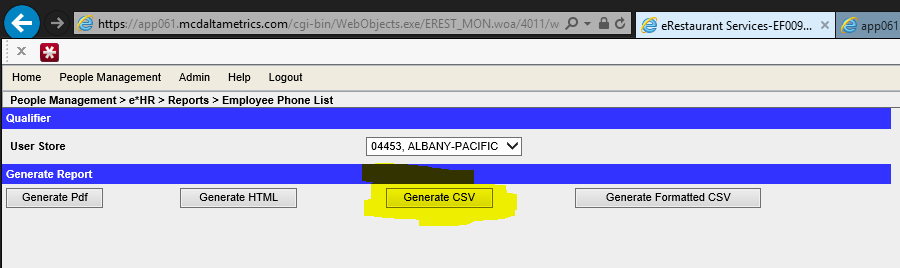 https://app061.mcdaltametrics.com/cgi-bin/WebObjects.exe/EREST_MON.woa/4011/w
eRestaurant Services-EF009... x
app061
x
Home People Management Admin Help Logout
People Management > e*HR > Reports > Employee Phone List
Qualifier
User Store 04453, ALBANY-PACIFIC
Generate Report
Generate Pdf Generate HTML Generate CSV Generate Formatted CSV